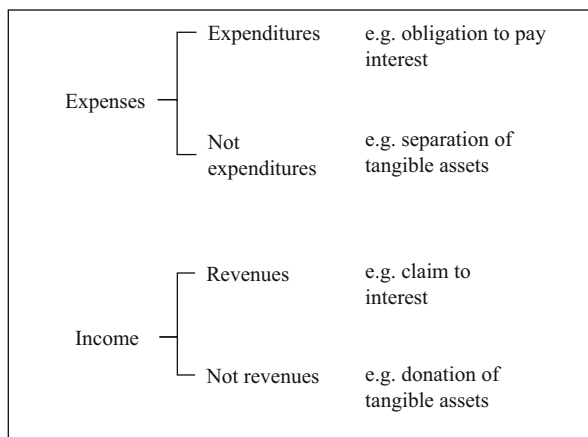 Expenditures e.g. obligation to pay
interest
Expenses
Not
expenditures e.g. separation of
tangible assets
Revenues e.g. claim to
interest
Income
Not revenues e.g. donation of
tangible assets